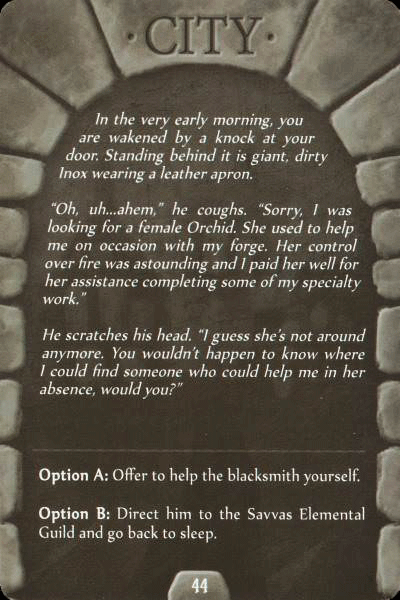 · CITY ·
In the very early morning, you
are wakened by a knock at your
door. Standing behind it is giant, dirty
Inox wearing a leather apron.
“Oh, uh...ahem,” he coughs. “Sorry, I was
looking for a female Orchid. She used to help
me on occasion with my forge. Her control
over fire was astounding and I paid her well for
her assistance completing some of my specialty
work.”
He scratches his head. “I guess she’s not around
anymore. You wouldn’t happen to know where
I could find someone who could help me in her
absence, would you?”
Option A: Offer to help the blacksmith yourself.
Option B: Direct him to the Savvas Elemental
Guild and go back to sleep.
44